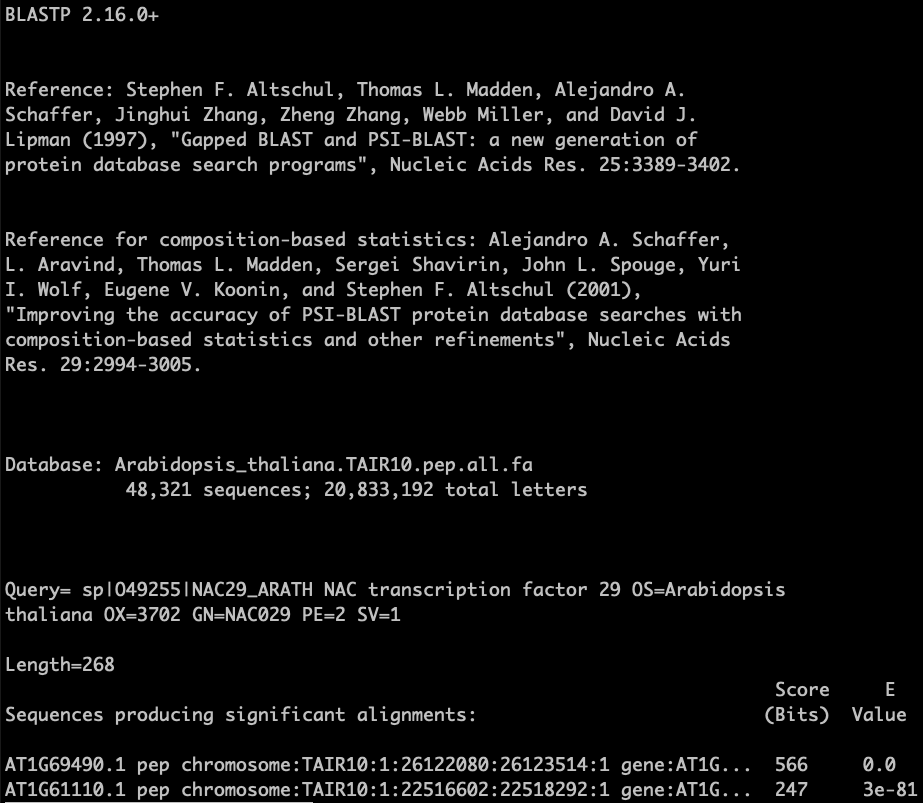 BLASTP 2.16.0+
Reference: Stephen F. Altschul, Thomas L. Madden, Alejandro A.
Schaffer, Jinghui Zhang, Zheng Zhang, Webb Miller, and David J.
Lipman (1997), "Gapped BLAST and PSI-BLAST: a new generation of
protein database search programs", Nucleic Acids Res. 25:3389-3402.
Reference for composition-based statistics: Alejandro A. Schaffer,
L. Aravind, Thomas L. Madden, Sergei Shavirin, John L. Spouge, Yuri
I. Wolf, Eugene V. Koonin, and Stephen F. Altschul (2001),
"Improving the accuracy of PSI-BLAST protein database searches with
composition-based statistics and other refinements", Nucleic Acids
Res. 29:2994-3005.
Database: Arabidopsis_thaliana.TAIR10.pep.all.fa
48,321 sequences; 20,833,192 total letters
Query= sp|O49255|NAC29_ARATH NAC transcription factor 29 OS=Arabidopsis
thaliana OX=3702 GN=NAC029 PE=2 SV=1
Length=268
Score E
Sequences producing significant alignments: (Bits) Value
AT1G69490.1 pep chromosome:TAIR10:1:26122080:26123514:1 gene:AT1G... 566 0.0
AT1G61110.1 pep chromosome:TAIR10:1:22516602:22518292:1 gene:AT1G... 247 3e-81